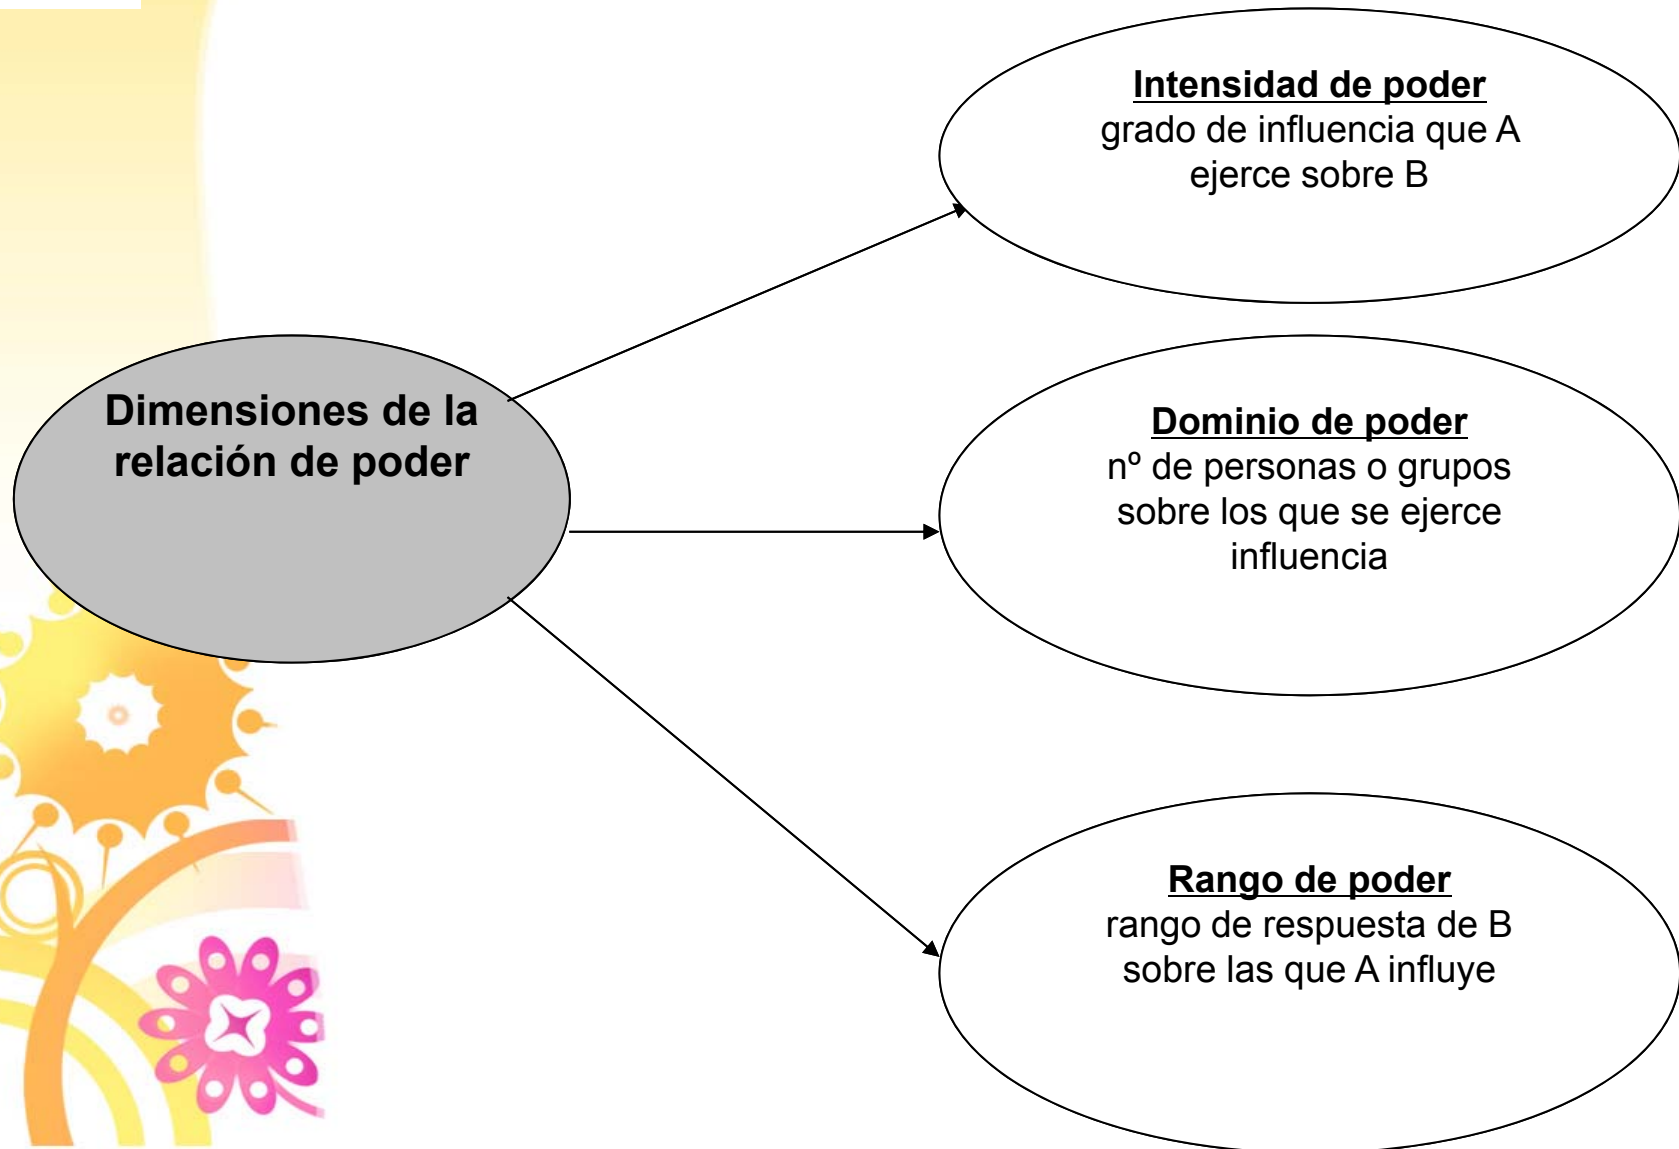 Intensidad de poder
grado de influencia que A
ejerce sobre B
Dimensiones de la
relación de poder
Dominio de poder
nº de personas o grupos
sobre los que se ejerce
influencia
Rango de poder
rango de respuesta de B
sobre las que A influye